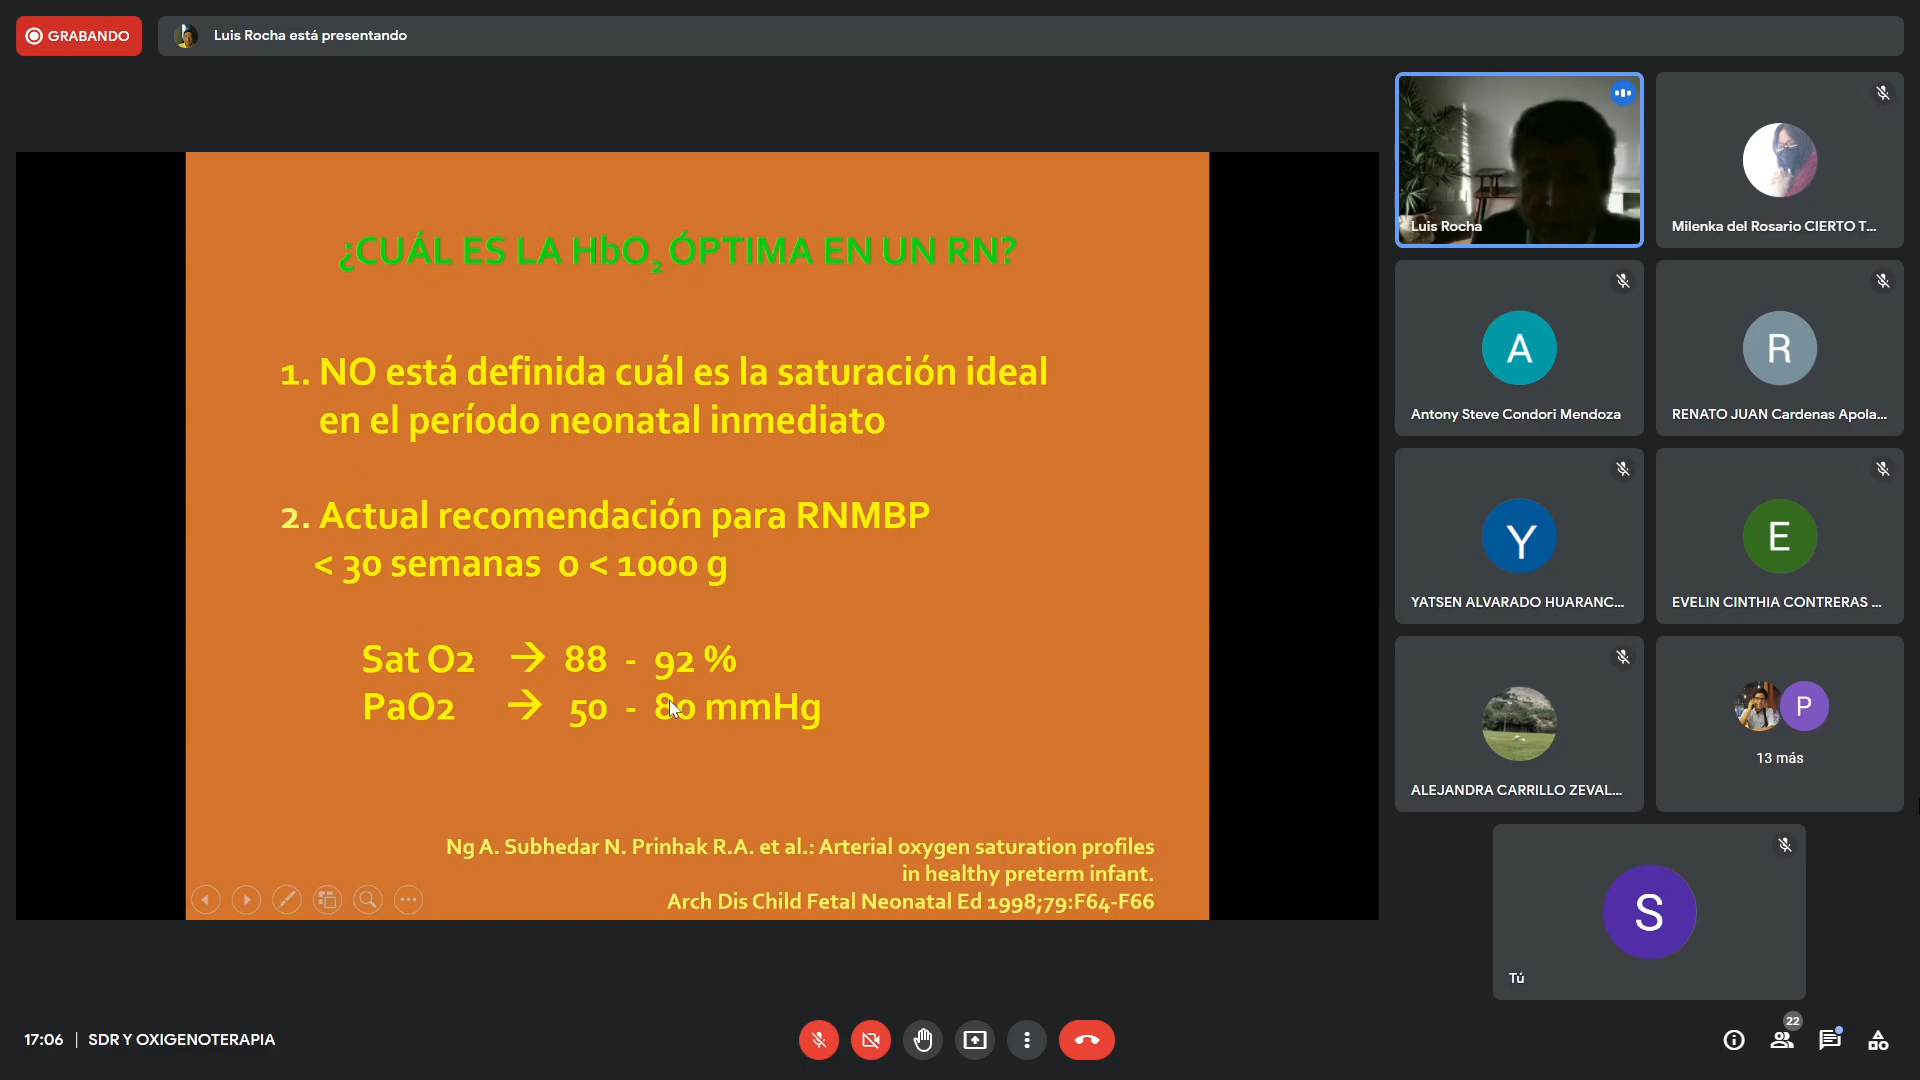 GRABANDO
Luis Rocha está presentando
¿CUÁL ES LA HbO2 ÓPTIMA EN UN RN?
1. NO está definida cuál es la saturación ideal
en el período neonatal inmediato
2. Actual recomendación para RNMBP
< 30 semanas o < 1000 g
Sat O2 → 88 - 92 %
PaO2 → 50 - 80 mmHg
Ng A. Subhedar N. Prinhak R.A. et al.: Arterial oxygen saturation profiles
in healthy preterm infant.
Arch Dis Child Fetal Neonatal Ed 1998;79:F64-F66
Luis Rocha
Milenka del Rosario CIERTO T...
A
Antony Steve Condori Mendoza
R
RENATO JUAN Cardenas Apola...
Y
YATSEN ALVARADO HUARANC...
E
EVELIN CINTHIA CONTRERAS ...
ALEJANDRA CARRILLO ZEVAL...
P
13 más
S
Tú
17:06 | SDR Y OXIGENOTERAPIA
22